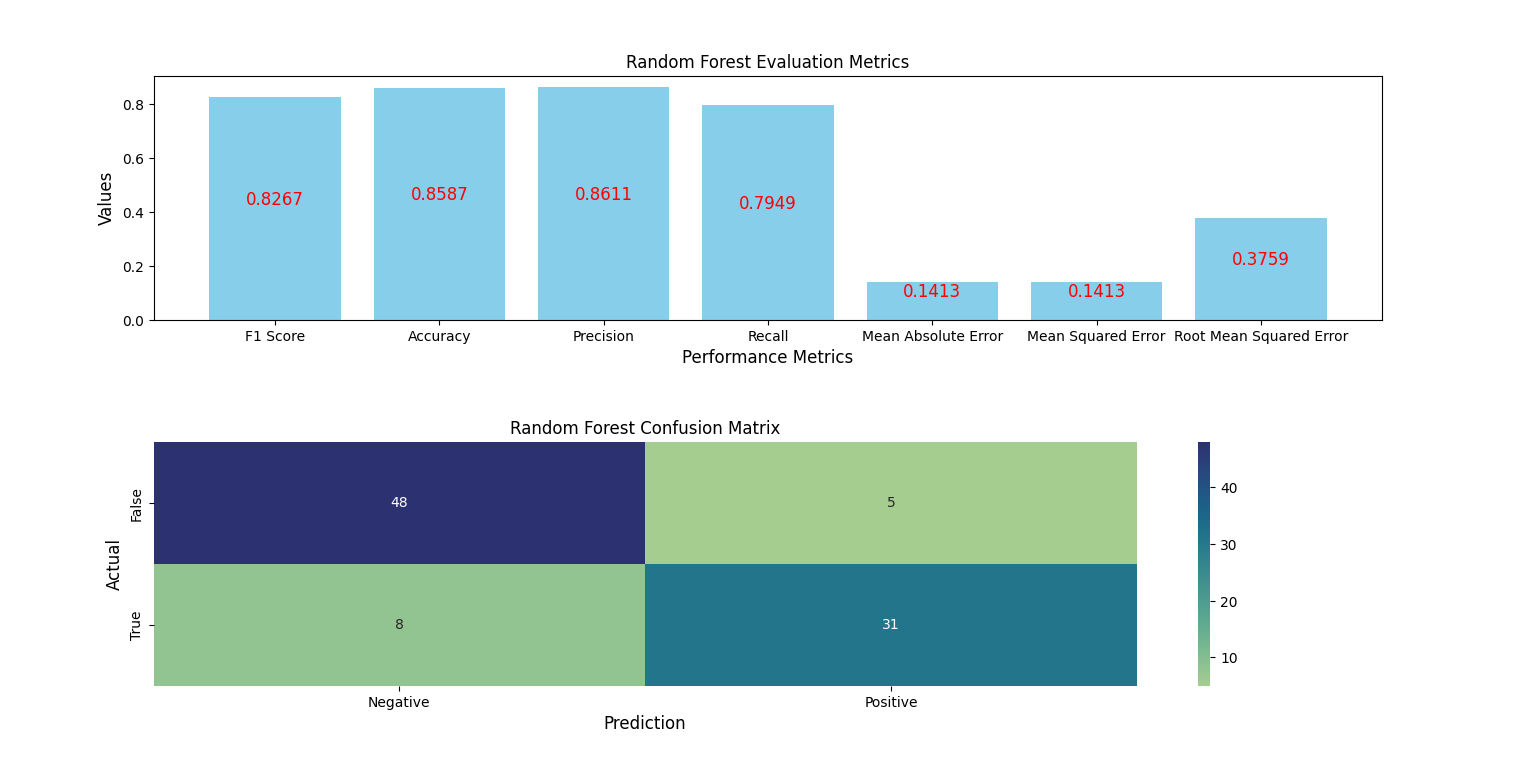 Random Forest Evaluation Metrics
Values
0.8
0.6
0.4
0.2
0.0
0.8267
0.8587
0.8611
0.7949
0.1413
0.1413
0.3759
F1 Score
Accuracy
Precision
Recall
Mean Absolute Error
Mean Squared Error
Root Mean Squared Error
Performance Metrics
Random Forest Confusion Matrix
Actual
False
True
48
5
8
31
Negative
Positive
Prediction
40
30
20
10